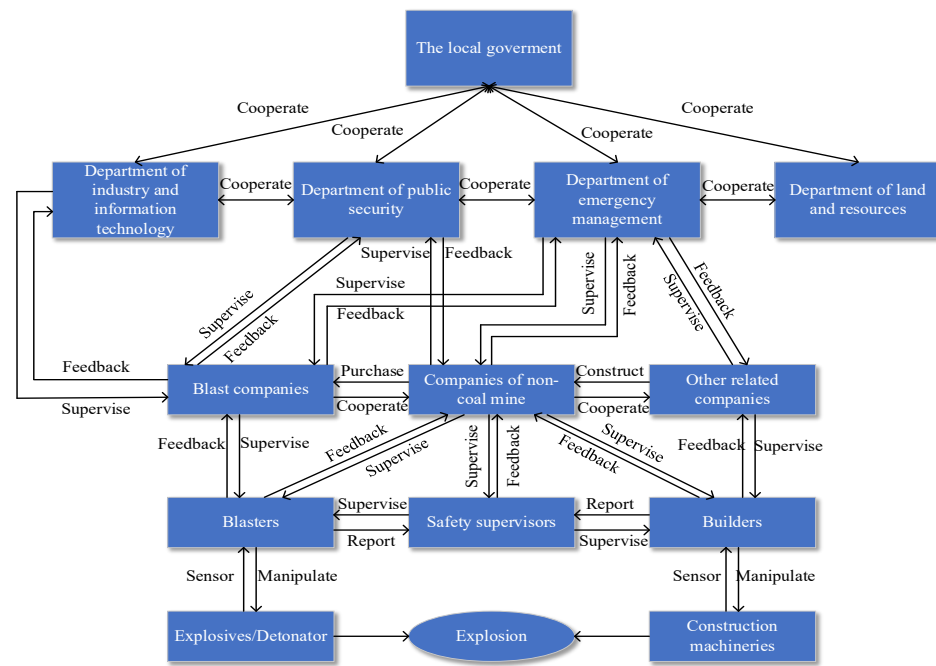 The local goverment
Cooperate
Cooperate
Cooperate
Cooperate
Department of
industry and
information
technology
Cooperate
Department of public
security
Cooperate
Department of
emergency
management
Cooperate
Department of land
and resources
Supervise
Feedback
Supervise
Feedback
Supervise
Feedback
Supervise
Feedback
Feedback
Supervise
Feedback
Supervise
Blast companies
Purchase
Cooperate
Companies of non-
coal mine
Construct
Cooperate
Other related
companies
Feedback
Supervise
Feedback
Supervise
Supervise
Feedback
Supervise
Feedback
Feedback
Supervise
Blasters
Supervise
Report
Safety supervisors
Report
Supervise
Builders
Sensor
Manipulate
Sensor
Manipulate
Explosives/Detonator
Explosion
Construction
machineries